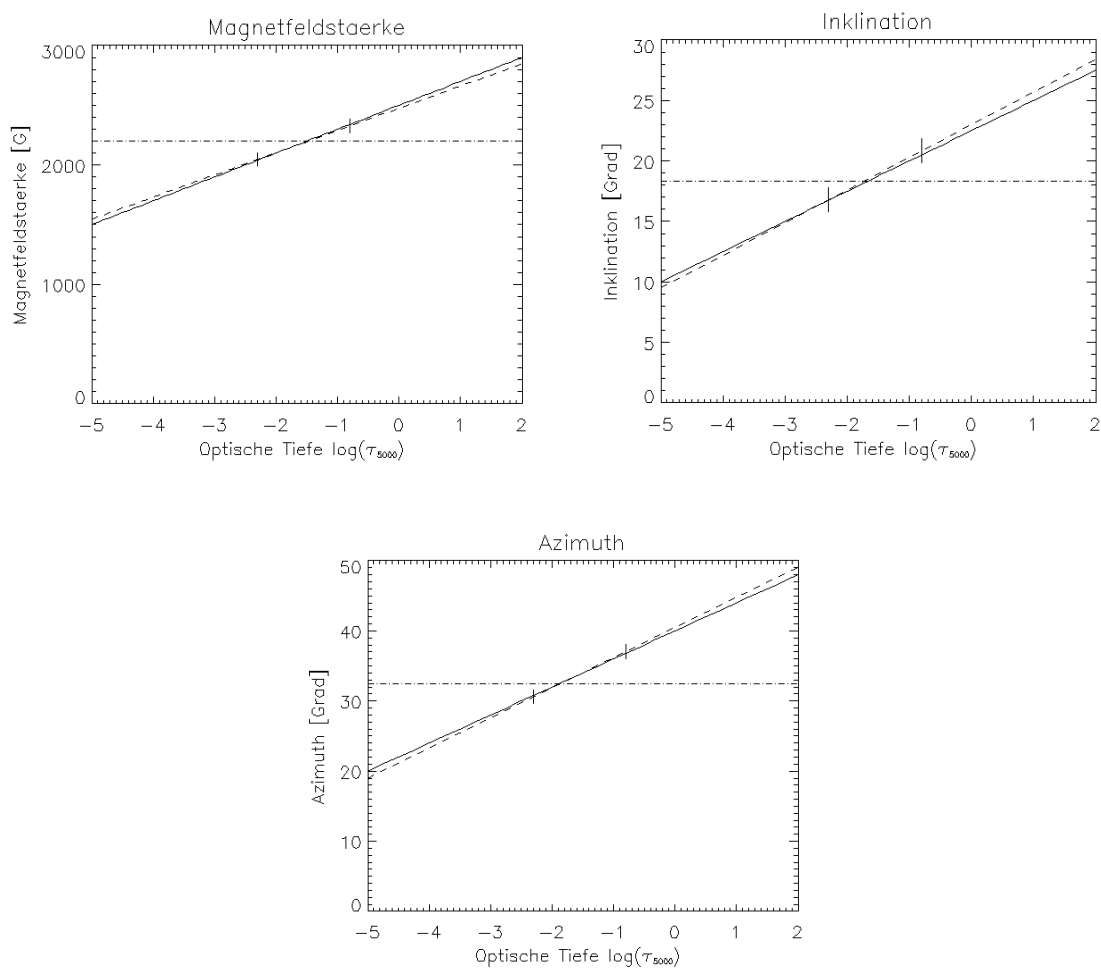 Magnetfeldstaerke
Magnetfeldstaerke [G]
3000
2000
1000
0
−5 −4 −3 −2 −1 0 1 2
Optische Tiefe log(τ₅₀₀₀)
Inklination
Inklination [Grad]
30
25
20
15
10
5
0
−5 −4 −3 −2 −1 0 1 2
Optische Tiefe log(τ₅₀₀₀)
Azimuth
Azimuth [Grad]
50
40
30
20
10
0
−5 −4 −3 −2 −1 0 1 2
Optische Tiefe log(τ₅₀₀₀)